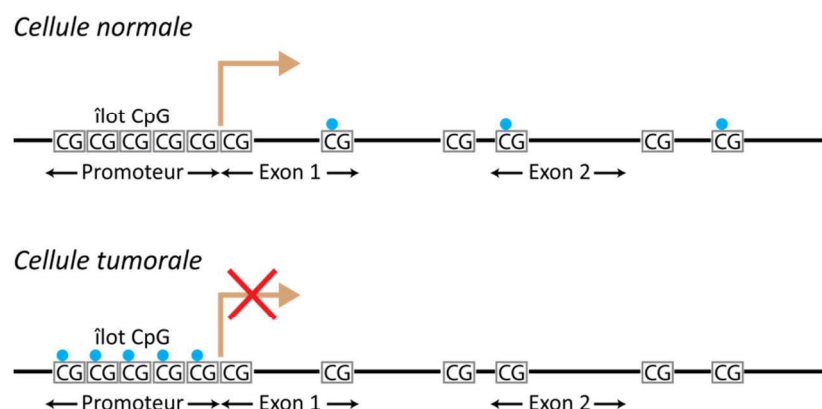 Cellule normale
îlot CpG
CG CG CG CG CG CG CG CG CG CG CG
Promoteur Exon 1 Exon 2
Cellule tumorale
îlot CpG
CG CG CG CG CG CG CG CG CG CG CG
Promoteur Exon 1 Exon 2